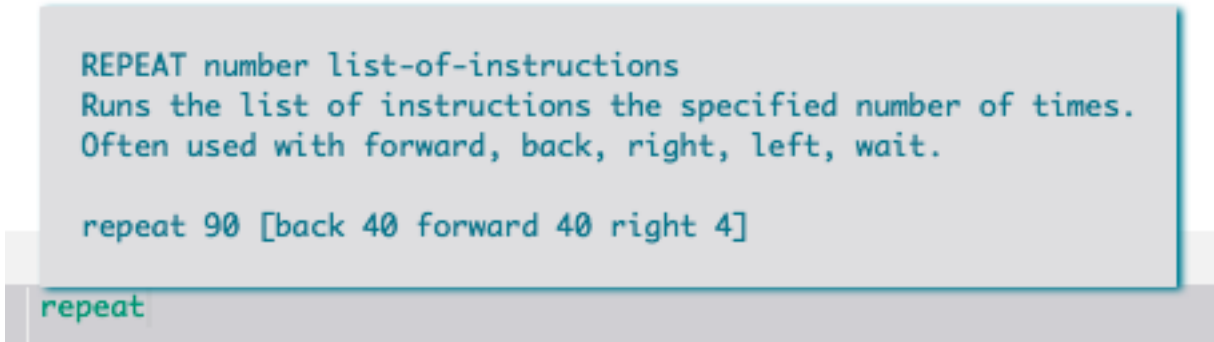 REPEAT number list-of-instructions
Runs the list of instructions the specified number of times.
Often used with forward, back, right, left, wait.
repeat 90 [back 40 forward 40 right 4]
repeat